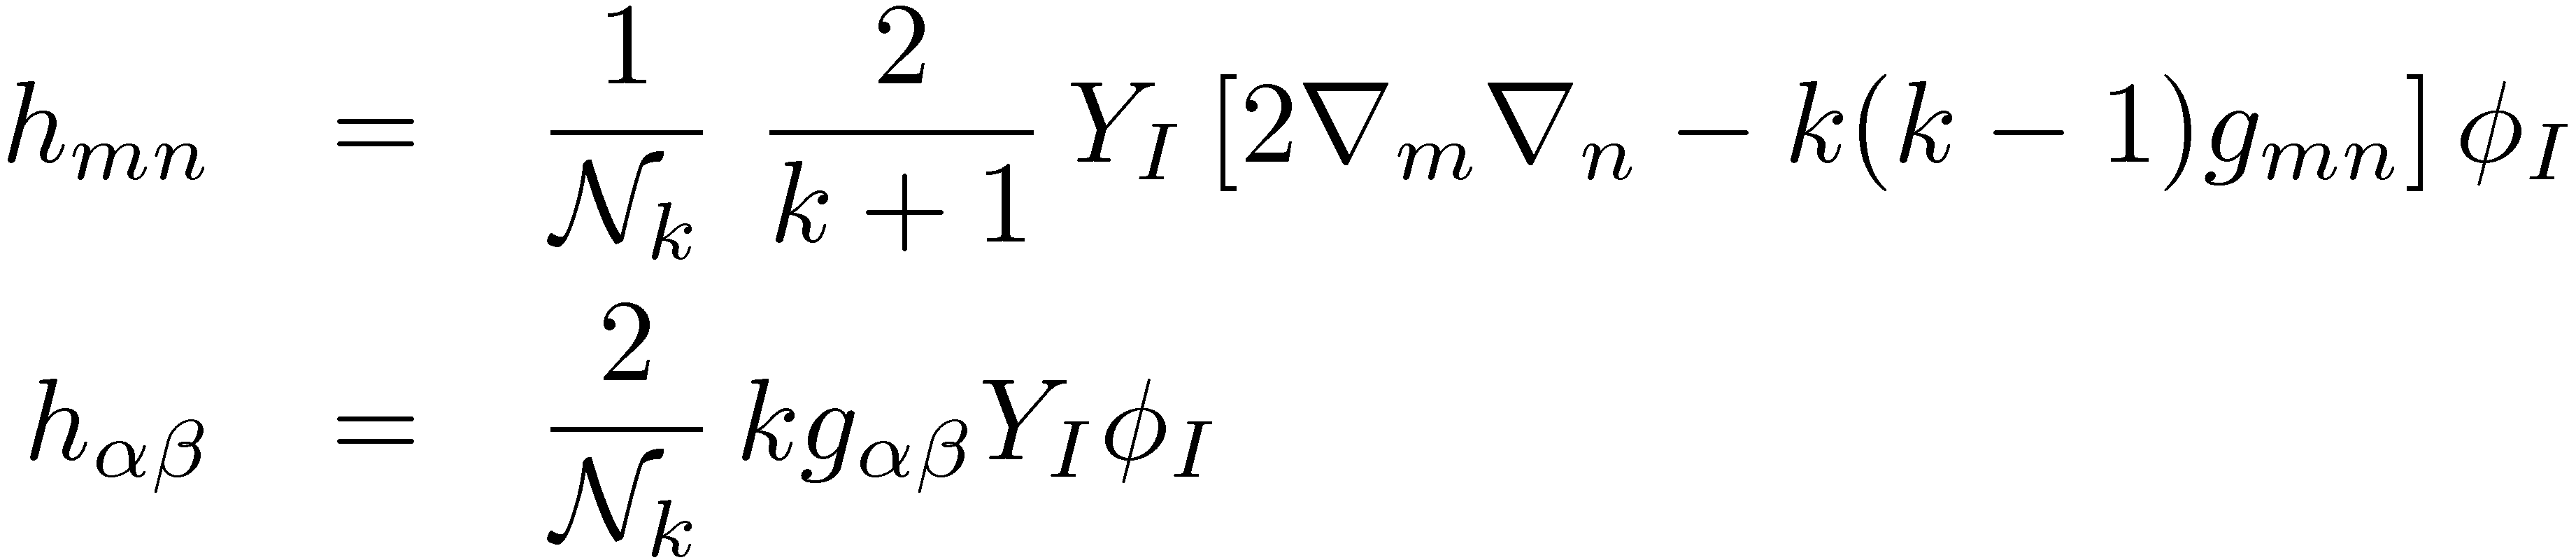 h_{mn} = \frac{1}{\mathcal{N}_k} \frac{2}{k+1} Y_I [2\nabla_m \nabla_n - k(k-1)g_{mn}] \phi_I
h_{\alpha\beta} = \frac{2}{\mathcal{N}_k} k g_{\alpha\beta} Y_I \phi_I